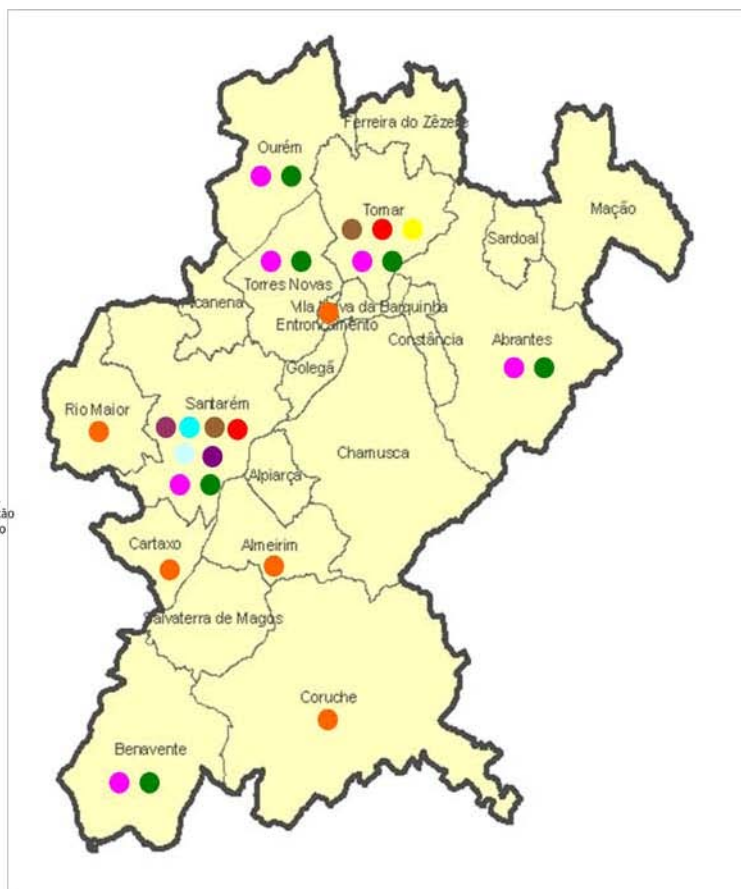 Ferreira do Zêzere
Ourém
Tomar
Mação
Sardoal
Torres Novas
Alcanena
Vila Nova da Barquinha
Entroncamento
Constância
Abrantes
Golegã
Rio Maior
Santarém
Chamusca
Alpiarça
ão
o
Cartaxo
Almeirim
Salvaterra de Magos
Coruche
Benavente